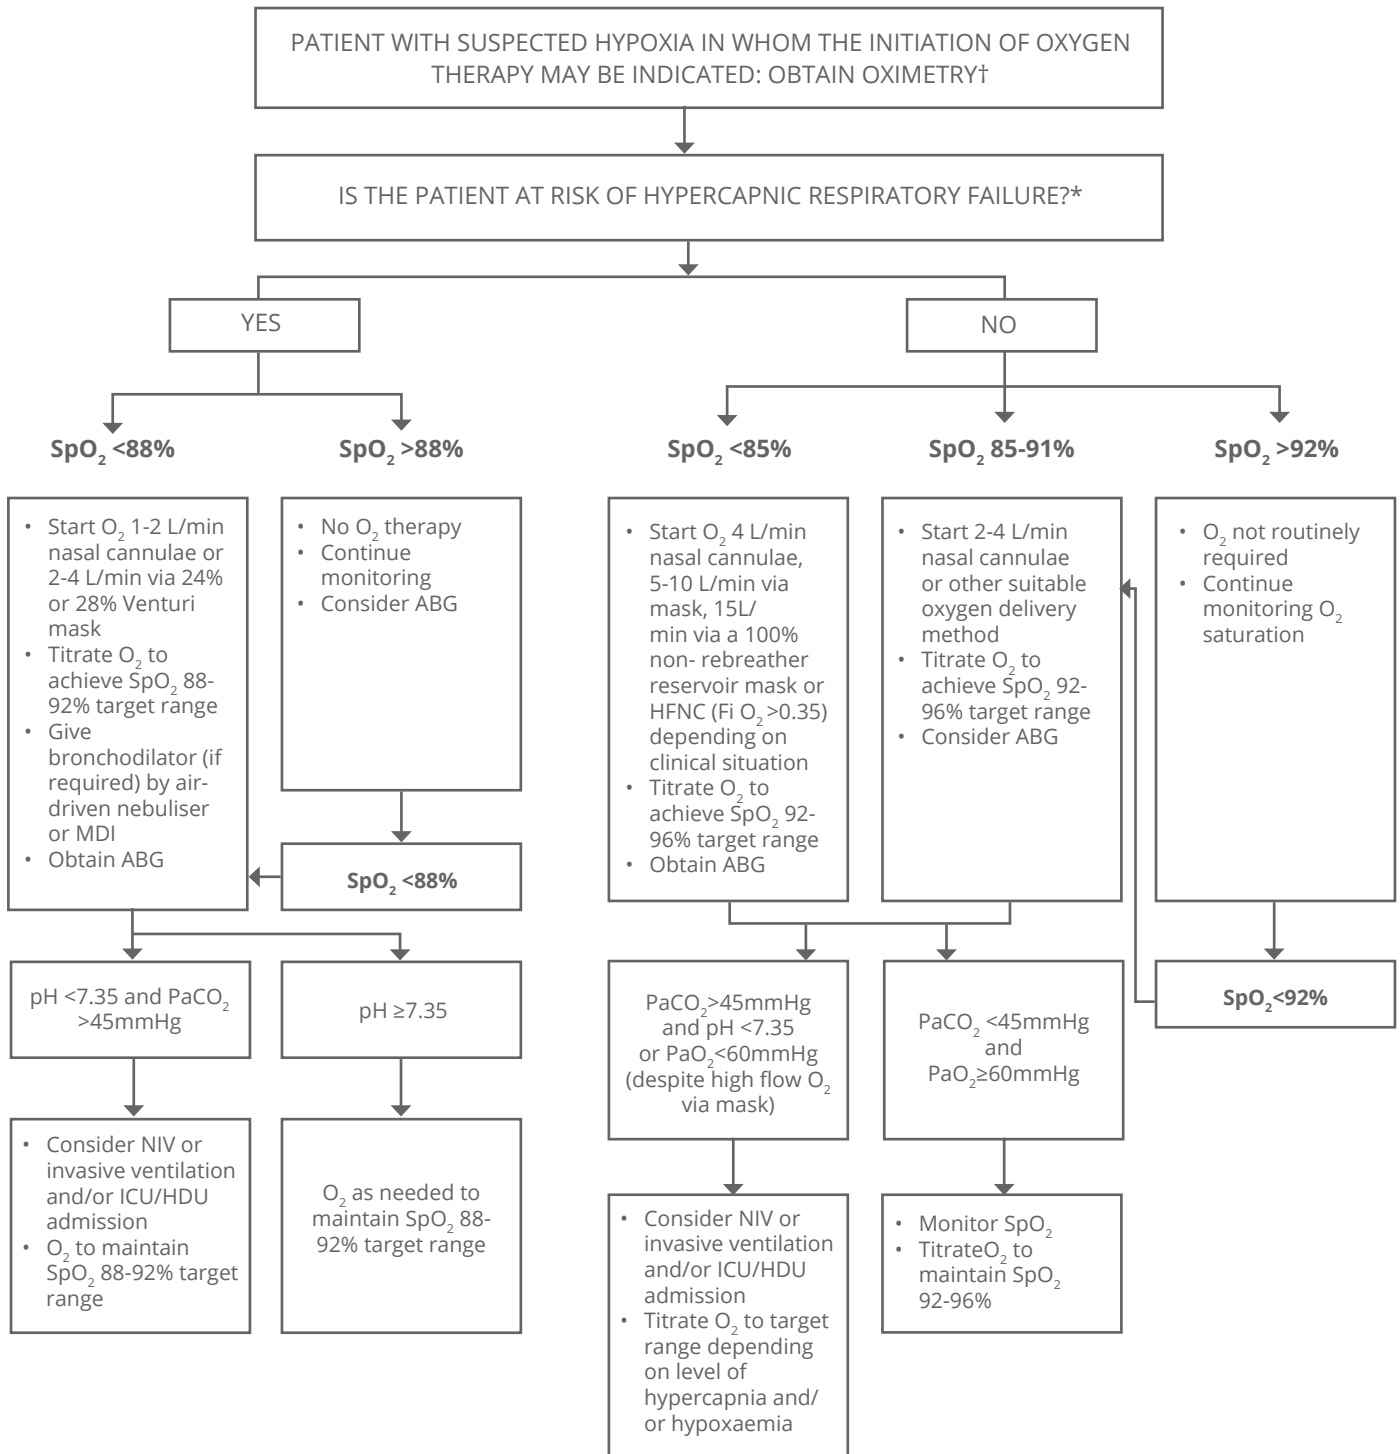 PATIENT WITH SUSPECTED HYPOXIA IN WHOM THE INITIATION OF OXYGEN
THERAPY MAY BE INDICATED: OBTAIN OXIMETRY†
IS THE PATIENT AT RISK OF HYPERCAPNIC RESPIRATORY FAILURE?*
YES
NO
SpO₂ <88%
SpO₂ >88%
SpO₂ <85%
SpO₂ 85-91%
SpO₂ >92%
• Start O₂ 1-2 L/min
nasal cannulae or
2-4 L/min via 24%
or 28% Venturi
mask
• Titrate O₂ to
achieve SpO₂ 88-
92% target range
• Give
bronchodilator (if
required) by air-
driven nebuliser
or MDI
• Obtain ABG
• No O₂ therapy
• Continue
monitoring
• Consider ABG
SpO₂ <88%
• Start O₂ 4 L/min
nasal cannulae,
5-10 L/min via
mask, 15L/
min via a 100%
non- rebreather
reservoir mask or
HFNC (Fi O₂ >0.35)
depending on
clinical situation
• Titrate O₂ to
achieve SpO₂ 92-
96% target range
• Obtain ABG
• Start 2-4 L/min
nasal cannulae
or other suitable
oxygen delivery
method
• Titrate O₂ to
achieve SpO₂ 92-
96% target range
• Consider ABG
• O₂ not routinely
required
• Continue
monitoring O₂
saturation
pH <7.35 and PaCO₂
>45mmHg
pH ≥7.35
PaCO₂>45mmHg
and pH <7.35
or PaO₂<60mmHg
(despite high flow O₂
via mask)
PaCO₂ <45mmHg
and
PaO₂≥60mmHg
SpO₂<92%
• Consider NIV or
invasive ventilation
and/or ICU/HDU
admission
• O₂ to maintain
SpO₂ 88-92% target
range
O₂ as needed to
maintain SpO₂ 88-
92% target range
• Consider NIV or
invasive ventilation
and/or ICU/HDU
admission
• Titrate O₂ to target
range depending
on level of
hypercapnia and/
or hypoxaemia
• Monitor SpO₂
• TitrateO₂ to
maintain SpO₂
92-96%